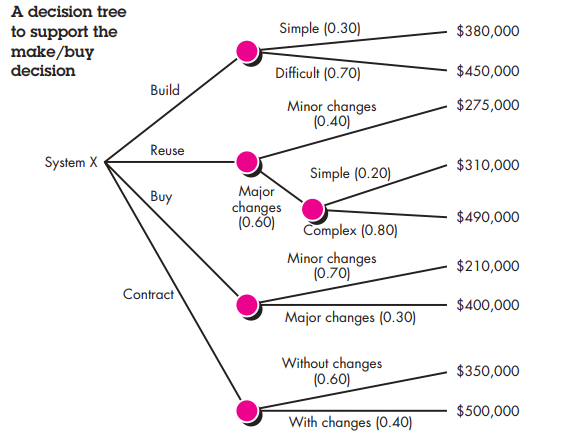 A decision tree
to support the
make/buy
decision
System X
Build
Reuse
Buy
Contract
Simple (0.30)
$380,000
Difficult (0.70)
$450,000
Minor changes
(0.40)
$275,000
Major
changes
(0.60)
Simple (0.20)
$310,000
Complex (0.80)
$490,000
Minor changes
(0.70)
$210,000
Major changes (0.30)
$400,000
Without changes
(0.60)
$350,000
With changes (0.40)
$500,000